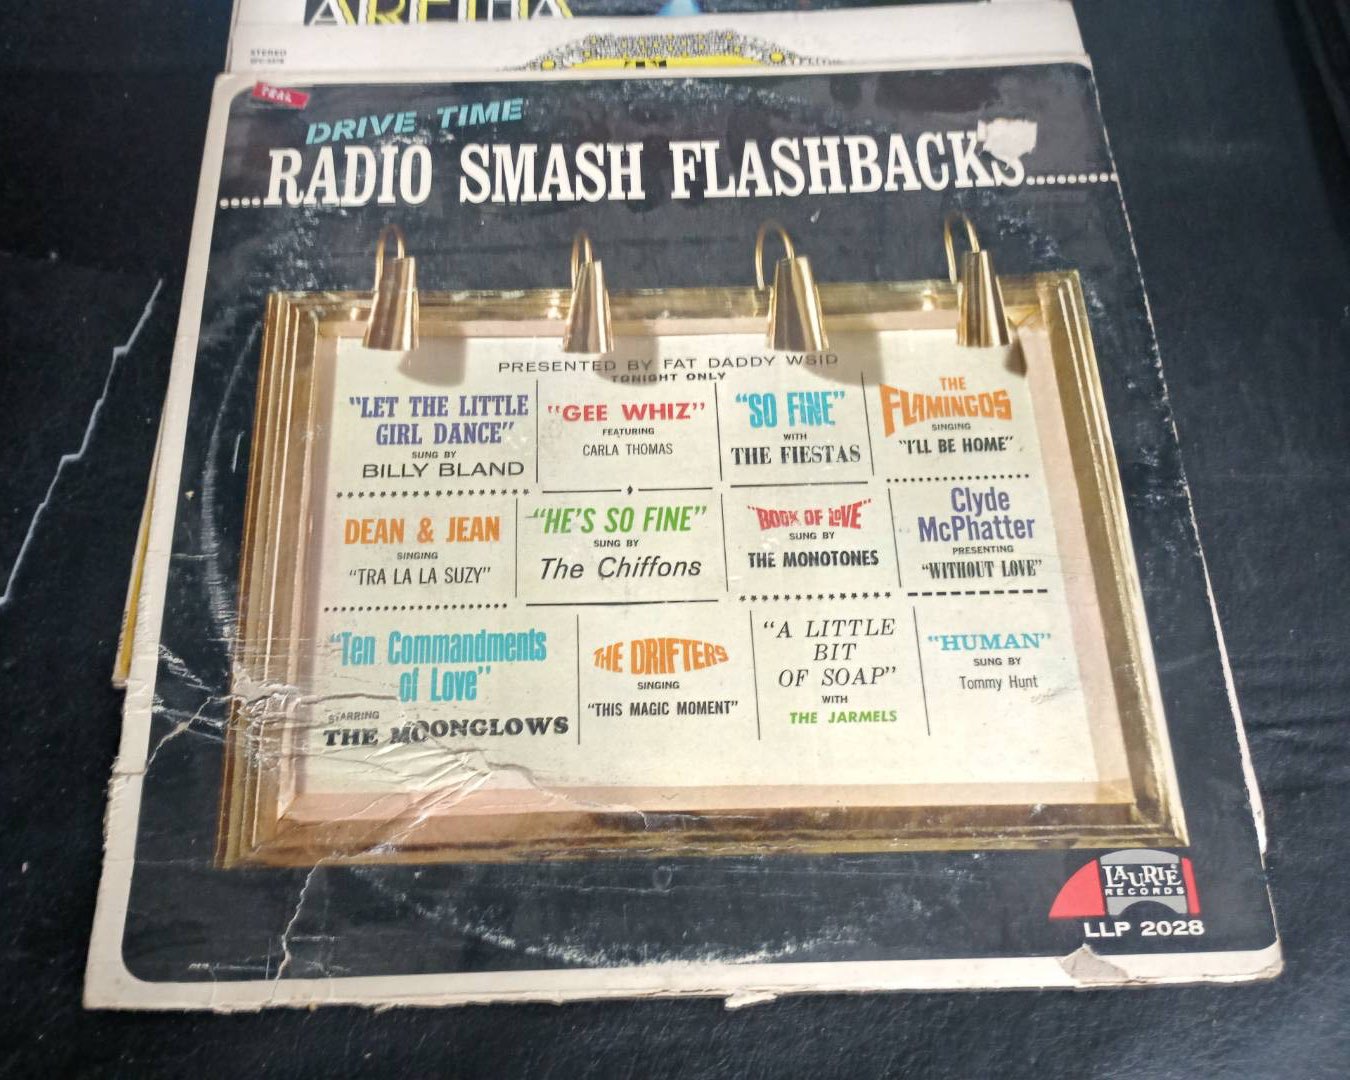 ARETHA
STEREO
TEAL
DRIVE TIME
.....RADIO SMASH FLASHBACKS.........
PRESENTED BY FAT DADDY WSID
TONIGHT ONLY
"LET THE LITTLE
GIRL DANCE"
SUNG BY
BILLY BLAND
"GEE WHIZ"
FEATURING
CARLA THOMAS
"SO FINE"
WITH
THE FIESTAS
THE
FLAMINGOS
SINGING
"I'LL BE HOME"
DEAN & JEAN
SINGING
"TRA LA LA SUZY"
"HE'S SO FINE"
SUNG BY
The Chiffons
"BOOK OF LOVE"
SUNG BY
THE MONOTONES
Clyde
McPhatter
PRESENTING
"WITHOUT LOVE"
"Ten Commandments
of Love"
STARRING
THE MOONGLOWS
THE DRIFTERS
SINGING
"THIS MAGIC MOMENT"
"A LITTLE
BIT
OF SOAP"
WITH
THE JARMELS
"HUMAN"
SUNG BY
Tommy Hunt
LAURIE
RECORDS
LLP 2028